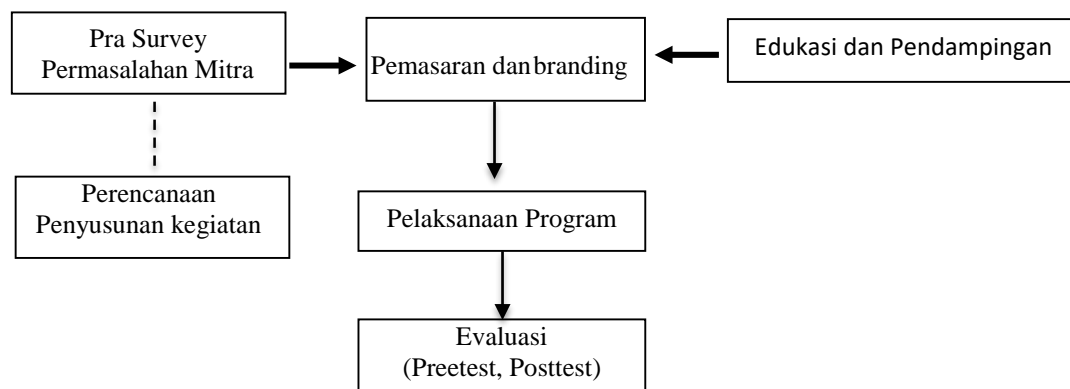 Pra Survey
Permasalahan Mitra
Pemasaran dan branding
Edukasi dan Pendampingan
Perencanaan
Penyusunan kegiatan
Pelaksanaan Program
Evaluasi
(Preetest, Posttest)